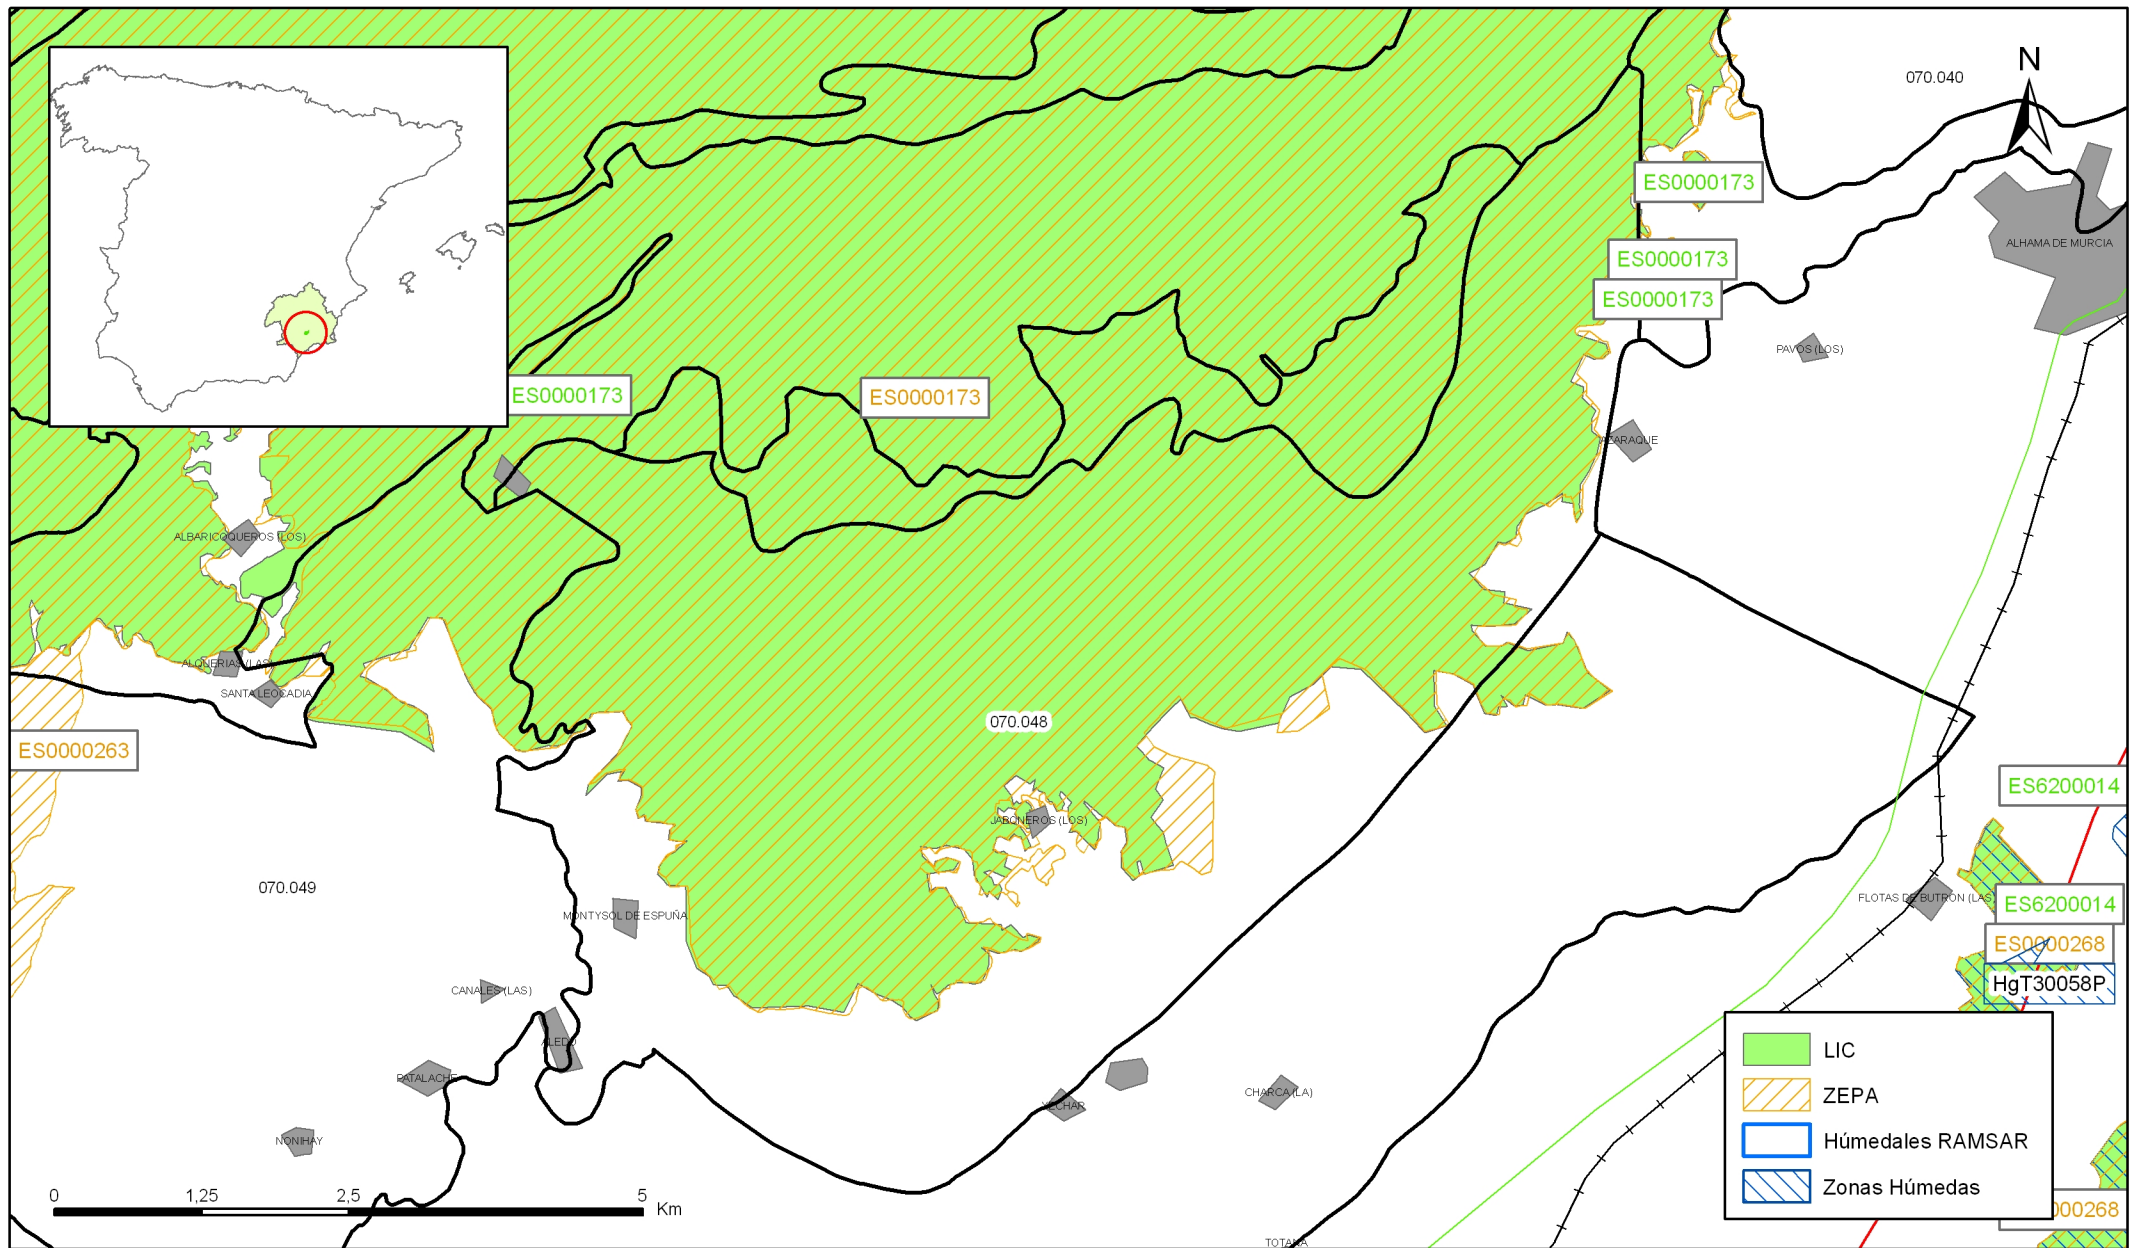 070.040
N
ES0000173
ALHAMA DE MURCIA
ES0000173
ES0000173
PAVOS (LOS)
ES0000173
ES0000173
AZARAQUE
ALBARICOQUEROS (LOS)
ALQUERIAS (LAS)
SANTA LEOCADIA
070.048
ES0000263
ES6200014
JABONEROS (LOS)
070.049
FLOTAS DE BUTRON (LAS)
ES6200014
MONTYSOL DE ESPUÑA
ES0000268
HgT30058P
CANALES (LAS)
ALEDO
LIC
PATALACHE
CHARCA (LA)
ZEPA
YECHAR
NONIHAY
Húmedales RAMSAR
Zonas Húmedas
0 1,25 2,5 5
Km
000268
TOTANA